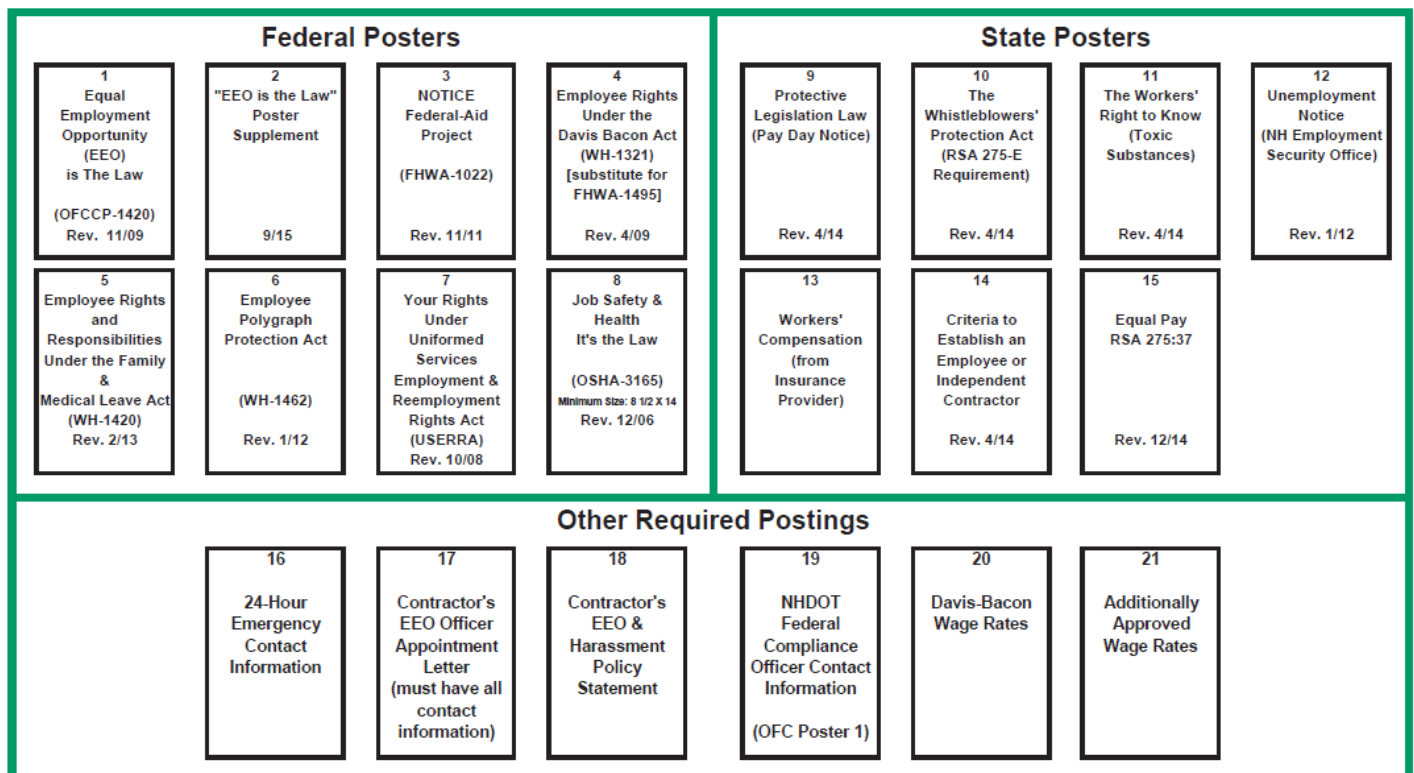 Federal Posters
1
Equal
Employment
Opportunity
(EEO)
is The Law
(OFCCP-1420)
Rev. 11/09
2
"EEO is the Law"
Poster
Supplement
9/15
3
NOTICE
Federal-Aid
Project
(FHWA-1022)
Rev. 11/11
4
Employee Rights
Under the
Davis Bacon Act
(WH-1321)
[substitute for
FHWA-1495]
Rev. 4/09
5
Employee Rights
and
Responsibilities
Under the Family
&
Medical Leave Act
(WH-1420)
Rev. 2/13
6
Employee
Polygraph
Protection Act
(WH-1462)
Rev. 1/12
7
Your Rights
Under
Uniformed
Services
Employment &
Reemployment
Rights Act
(USERRA)
Rev. 10/08
8
Job Safety &
Health
It's the Law
(OSHA-3165)
Minimum Size: 8 1/2 X 14
Rev. 12/06
State Posters
9
Protective
Legislation Law
(Pay Day Notice)
Rev. 4/14
10
The
Whistleblowers'
Protection Act
(RSA 275-E
Requirement)
Rev. 4/14
11
The Workers'
Right to Know
(Toxic
Substances)
Rev. 4/14
12
Unemployment
Notice
(NH Employment
Security Office)
Rev. 1/12
13
Workers'
Compensation
(from
Insurance
Provider)
14
Criteria to
Establish an
Employee or
Independent
Contractor
Rev. 4/14
15
Equal Pay
RSA 275:37
Rev. 12/14
Other Required Postings
16
24-Hour
Emergency
Contact
Information
17
Contractor's
EEO Officer
Appointment
Letter
(must have all
contact
information)
18
Contractor's
EEO &
Harassment
Policy
Statement
19
NHDOT
Federal
Compliance
Officer Contact
Information
(OFC Poster 1)
20
Davis-Bacon
Wage Rates
21
Additionally
Approved
Wage Rates